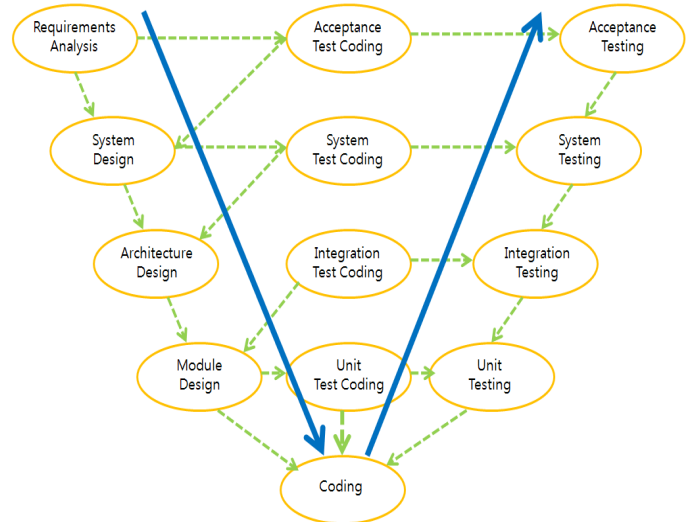 Requirements
Analysis
Acceptance
Test Coding
Acceptance
Testing
System
Design
System
Test Coding
System
Testing
Architecture
Design
Integration
Test Coding
Integration
Testing
Module
Design
Unit
Test Coding
Unit
Testing
Coding